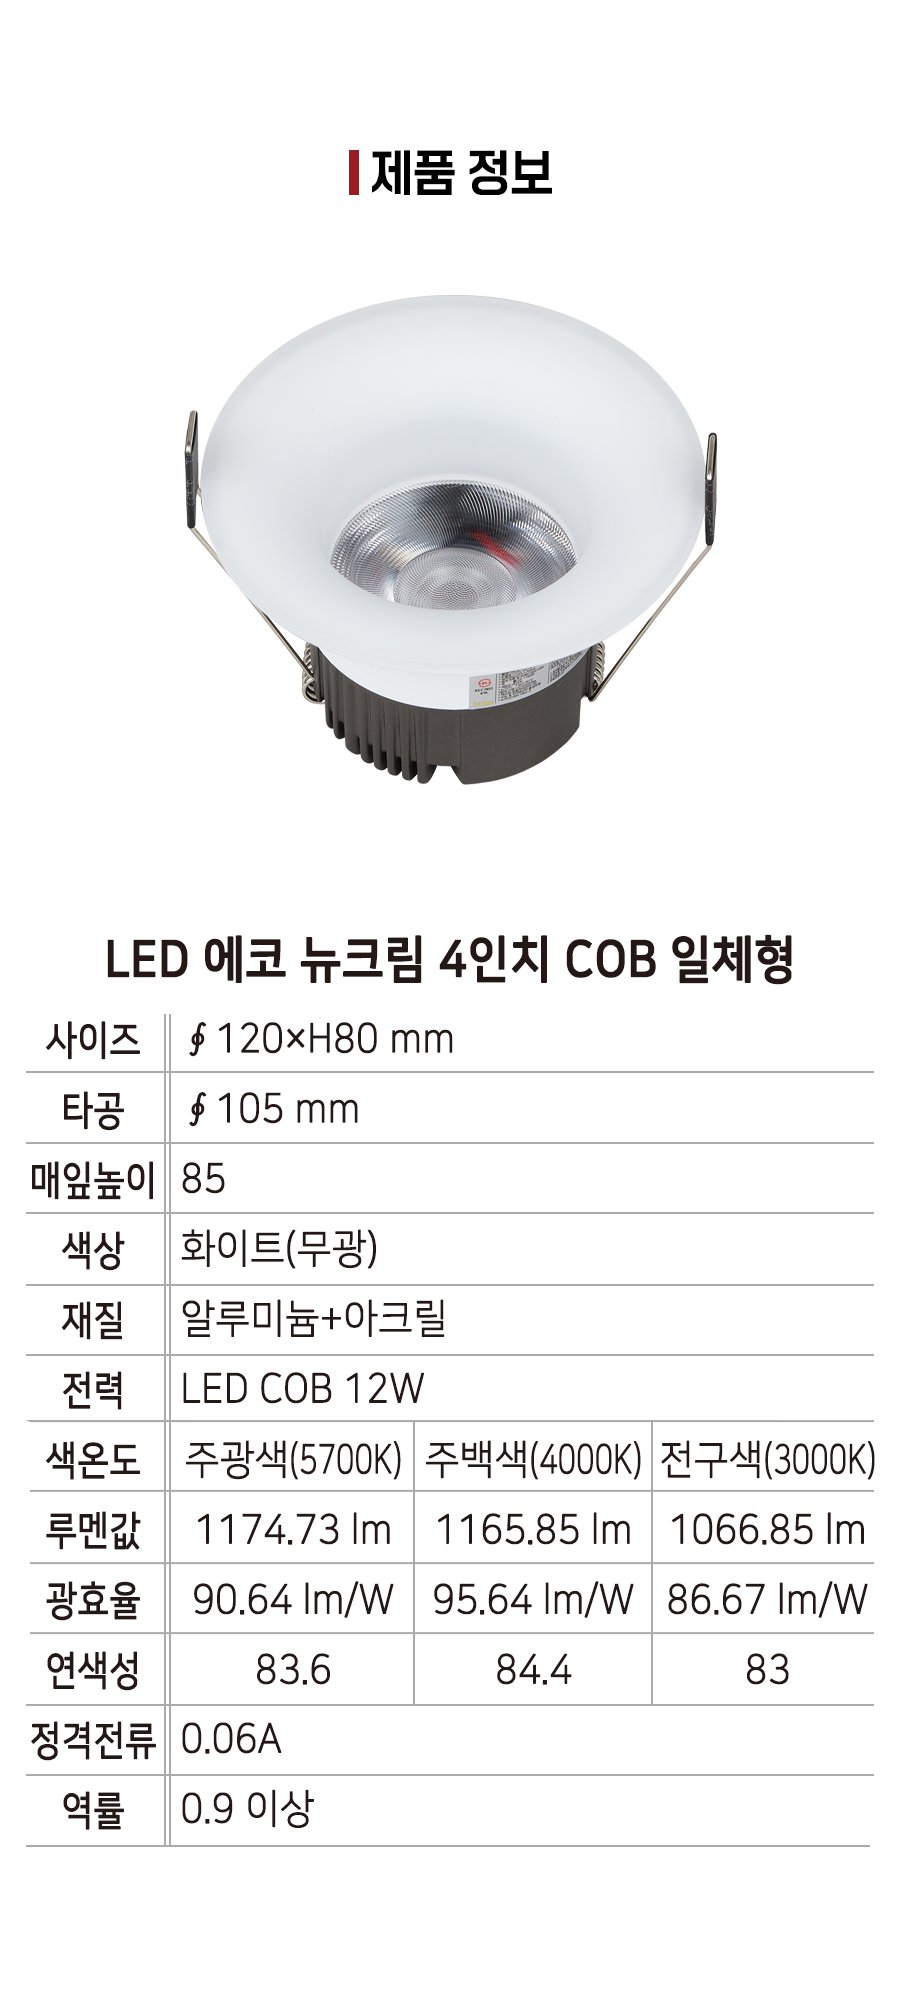 제품 정보
LED 에코 뉴크림 4인치 COB 일체형
사이즈 ∮ 120×H80 mm
타공 ∮ 105 mm
매잎높이 85
색상 화이트(무광)
재질 알루미늄+아크릴
전력 LED COB 12W
색온도 주광색(5700K) 주백색(4000K) 전구색(3000K)
루멘값 1174.73 lm 1165.85 lm 1066.85 lm
광효율 90.64 lm/W 95.64 lm/W 86.67 lm/W
연색성 83.6 84.4 83
정격전류 0.06A
역률 0.9 이상